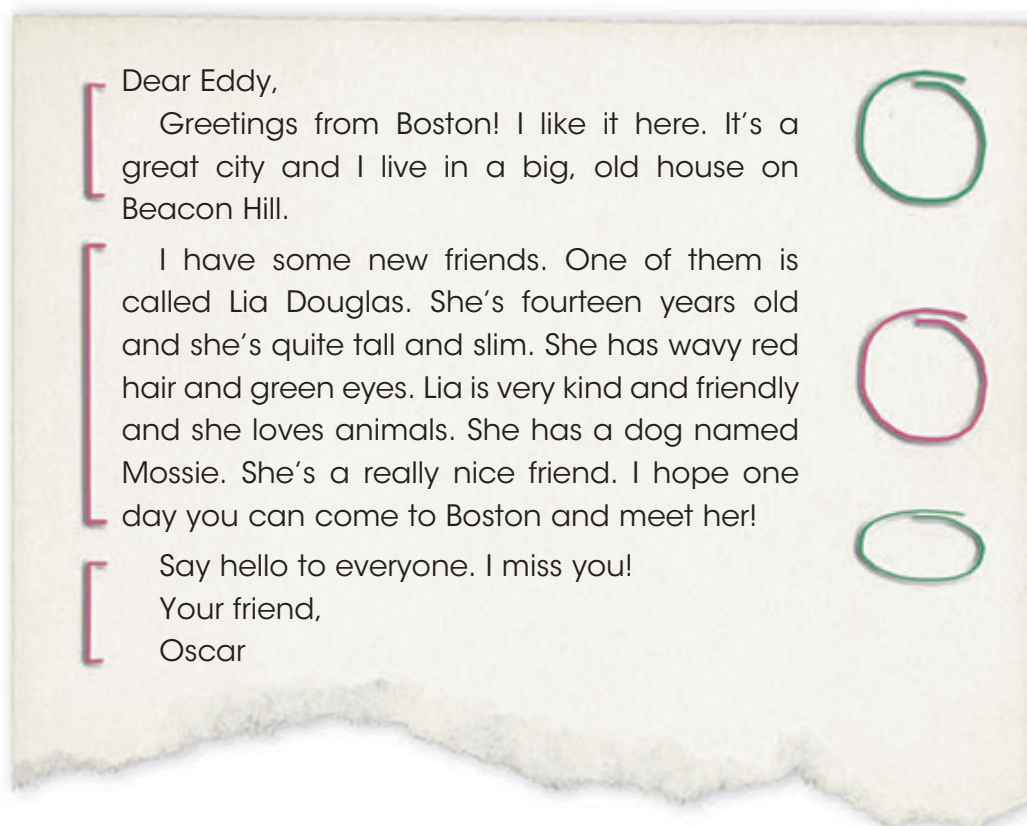 Dear Eddy,
Greetings from Boston! I like it here. It's a
great city and I live in a big, old house on
Beacon Hill.
I have some new friends. One of them is
called Lia Douglas. She's fourteen years old
and she's quite tall and slim. She has wavy red
hair and green eyes. Lia is very kind and friendly
and she loves animals. She has a dog named
Mossie. She's a really nice friend. I hope one
day you can come to Boston and meet her!
Say hello to everyone. I miss you!
Your friend,
Oscar